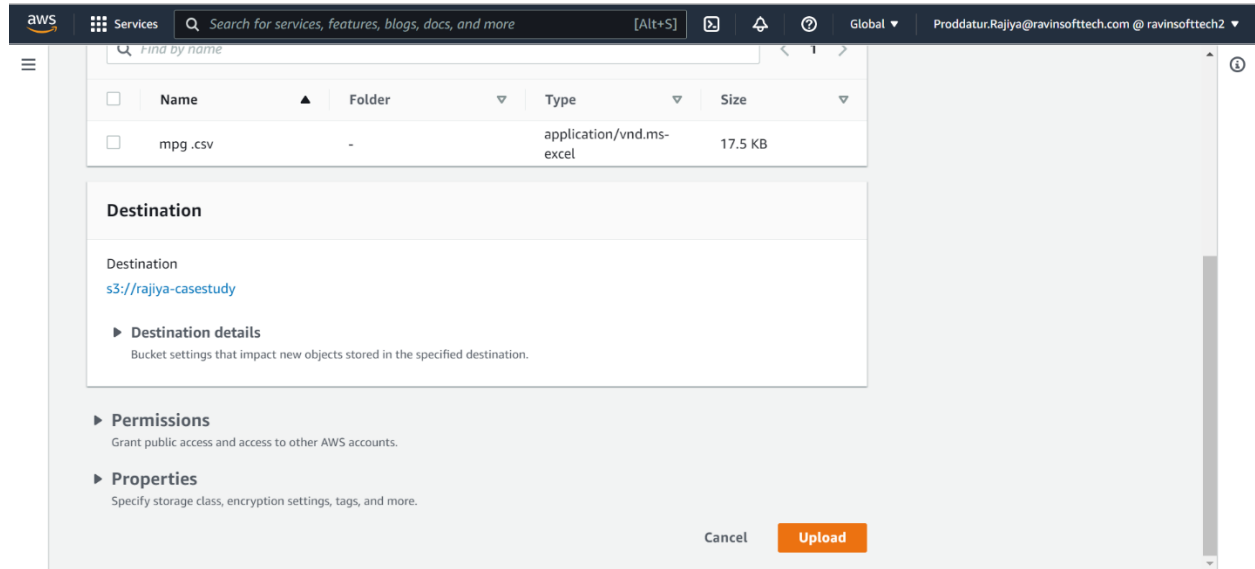 aws Services Search for services, features, blogs, docs, and more [Alt+S] Global Proddatur.Rajiya@ravinsofttech.com @ ravinsofttech2
Find by name 1
Name Folder Type Size
mpg .csv - application/vnd.ms-excel 17.5 KB
Destination
Destination
s3://rajiya-casestudy
Destination details
Bucket settings that impact new objects stored in the specified destination.
Permissions
Grant public access and access to other AWS accounts.
Properties
Specify storage class, encryption settings, tags, and more.
Cancel Upload